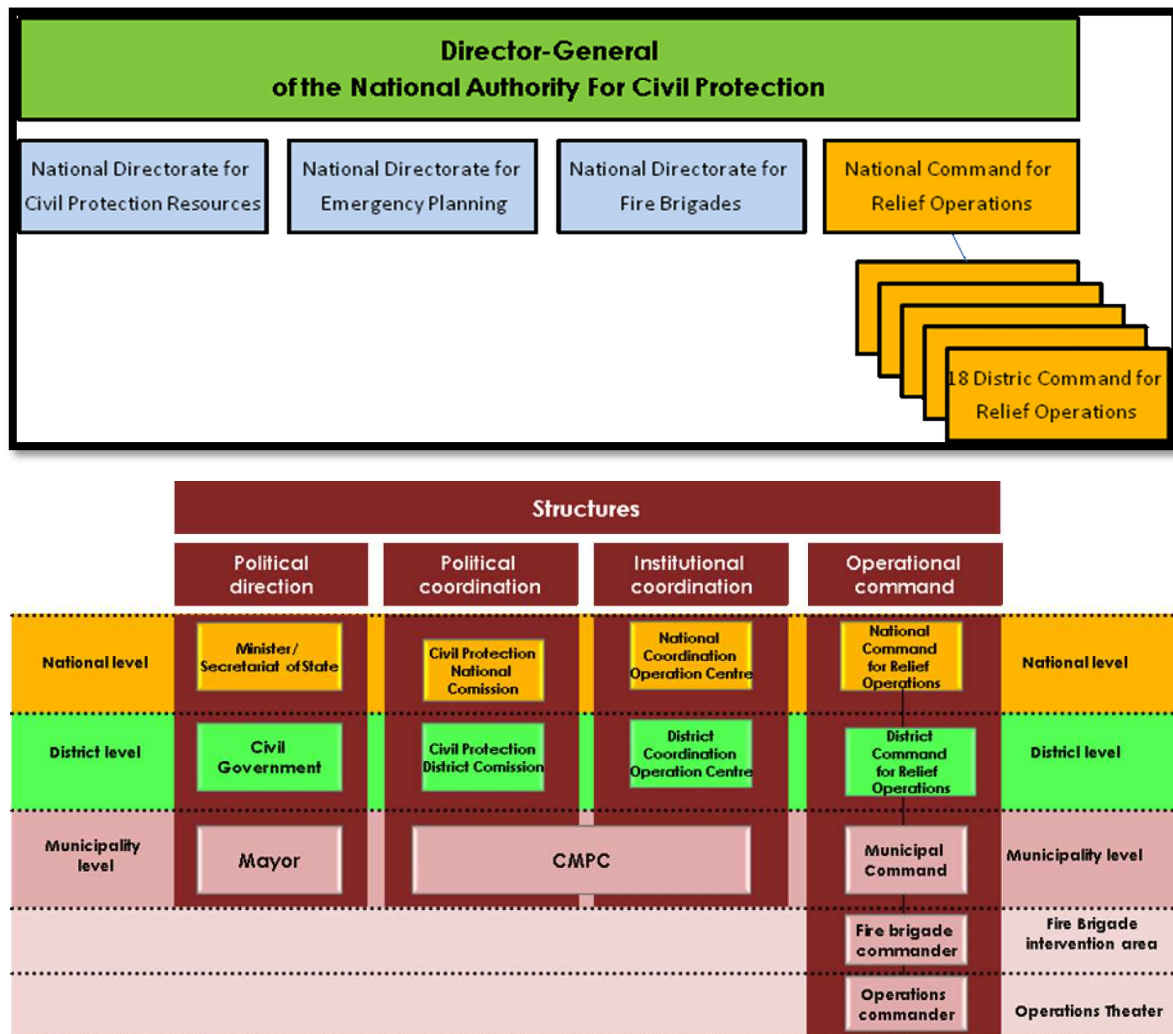 Director-General
of the National Authority For Civil Protection
National Directorate for
Civil Protection Resources
National Directorate for
Emergency Planning
National Directorate for
Fire Brigades
National Command for
Relief Operations
18 Distric Command for
Relief Operations
Structures
Political
direction
Political
coordination
Institutional
coordination
Operational
command
National level
Minister/
Secretariat of State
Civil Protection
National
Comission
National
Coordination
Operation Centre
National
Command
for Relief
Operations
National level
District level
Civil
Government
Civil Protection
District Comission
District
Coordination
Operation Centre
District
Command
for Relief
Operations
Districl level
Municipality
level
Mayor
CMPC
Municipal
Command
Municipality level
Fire brigade
commander
Fire Brigade
intervention area
Operations
commander
Operations Theater